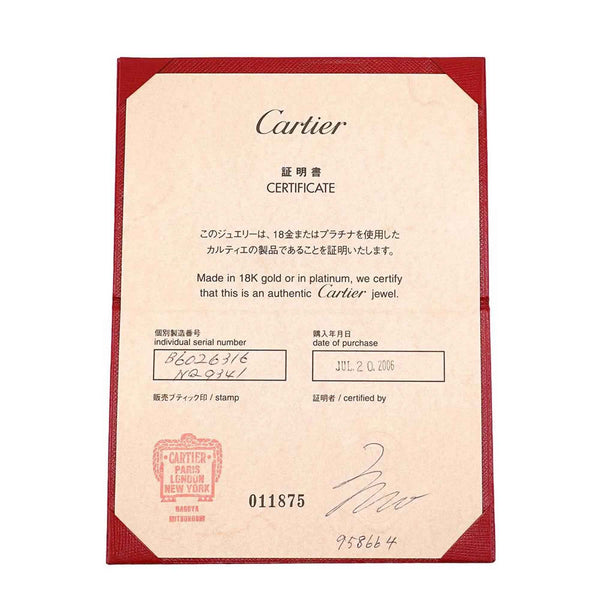 Cartier
証明書
CERTIFICATE
このジュエリーは、18金またはプラチナを使用した
カルティエの製品であることを証明いたします。
Made in 18K gold or in platinum, we certify
that this is an authentic Cartier jewel.
個別製造番号
individual serial number
B6026316
NQ9341
購入年月日
date of purchase
JUL. 20. 2006
販売ブティック印 / stamp
証明者 / certified by
CARTIER
PARIS
LONDON
NEW YORK
NAGOYA
MITSUKOSHI
011875
958664